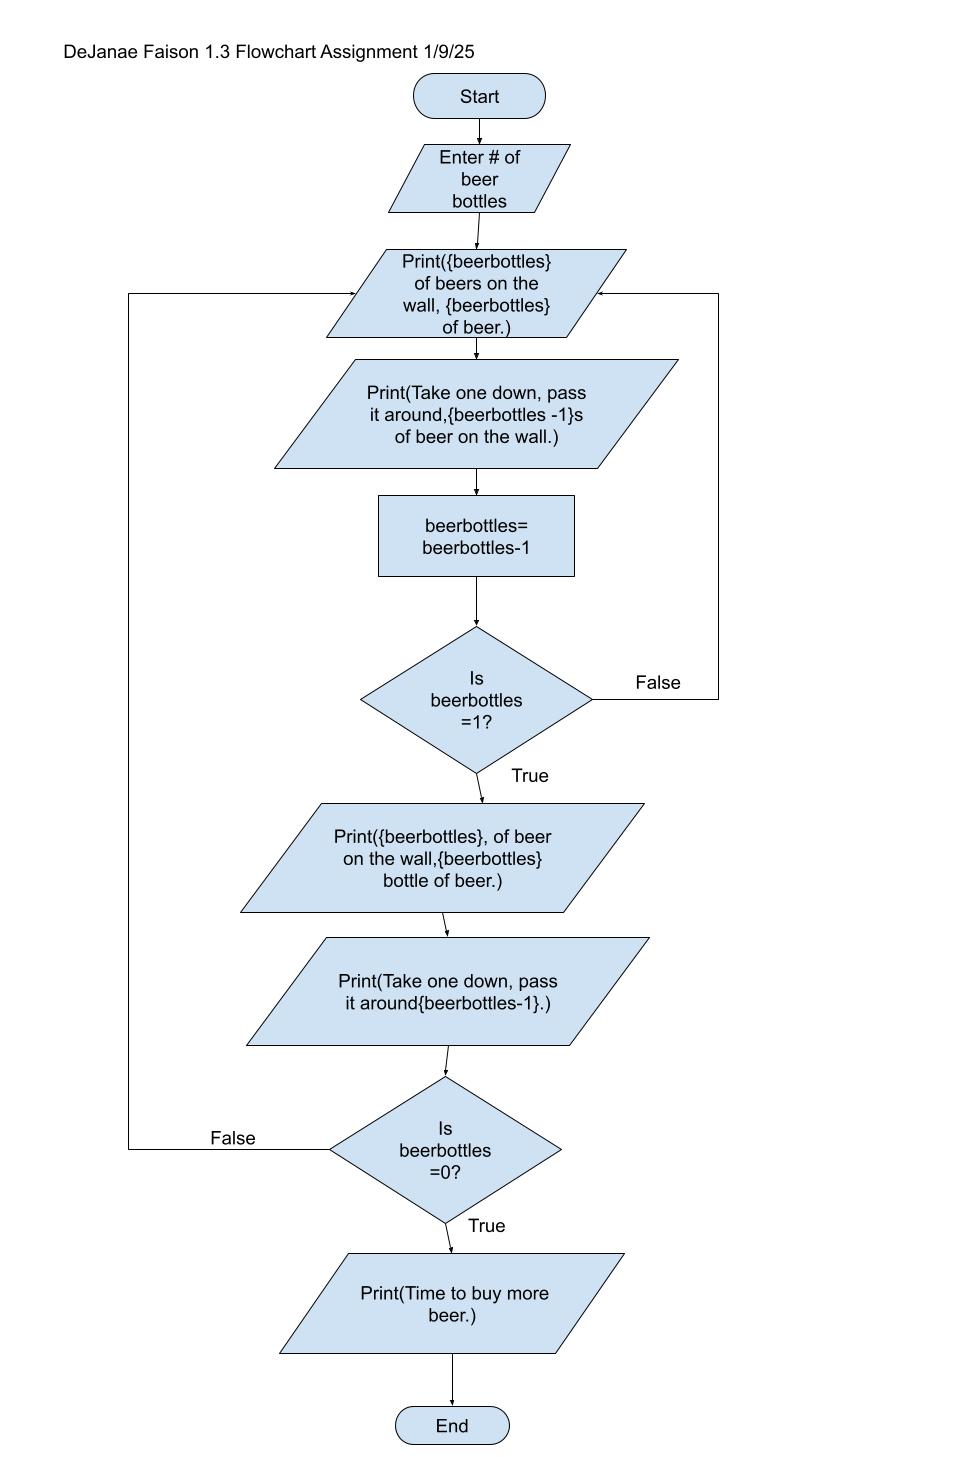 DeJanae Faison 1.3 Flowchart Assignment 1/9/25
Start
Enter # of
beer
bottles
Print({beerbottles}
of beers on the
wall, {beerbottles}
of beer.)
Print(Take one down, pass
it around,{beerbottles -1}s
of beer on the wall.)
beerbottles=
beerbottles-1
Is
beerbottles
=1?
False
True
Print({beerbottles}, of beer
on the wall,{beerbottles}
bottle of beer.)
Print(Take one down, pass
it around{beerbottles-1}.)
Is
beerbottles
=0?
False
True
Print(Time to buy more
beer.)
End